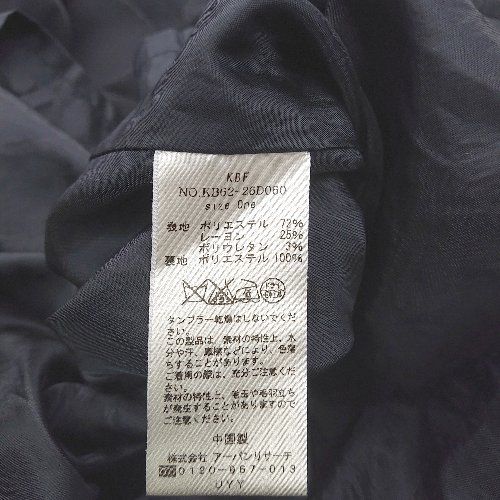 KBF
NO.KB62-26D060
size One
表地 ポリエステル 72%
レーヨン 25%
ポリウレタン 3%
裏地 ポリエステル 100%
タンブラー乾燥はしないでくだ
さい。
この製品は、素材の特性上、水
分や汗、摩擦などにより、色落
ちすることがあります。
ご着用の際は、充分ご注意くだ
さい。
素材の特性上、毛玉や毛羽立ち
が発生することがありますので
ご注意ください。
中国製
株式会社 アーバンリサーチ
0120-957-013
UYY